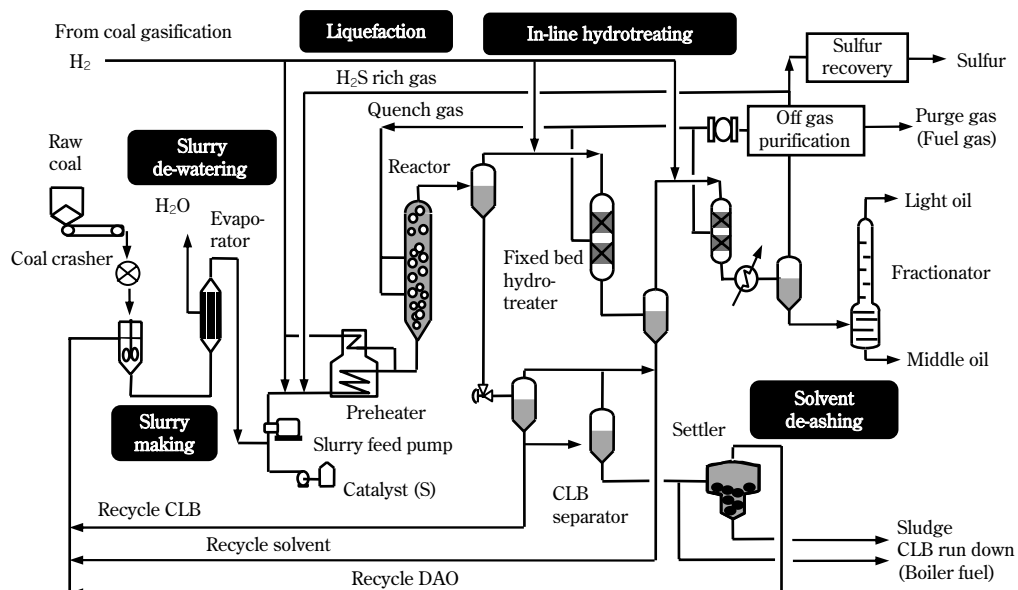 From coal gasification
H₂
Liquefaction
In-line hydrotreating
Sulfur
recovery
Sulfur
H₂S rich gas
Quench gas
Off gas
purification
Purge gas
(Fuel gas)
Raw
coal
Slurry
de-watering
Reactor
H₂O
Evapo-
rator
Light oil
Coal crasher
Fixed bed
hydro-
treater
Fractionator
Middle oil
Preheater
Slurry
making
Solvent
de-ashing
Slurry feed pump
Settler
Catalyst (S)
CLB
separator
Recycle CLB
Sludge
Recycle solvent
CLB run down
(Boiler fuel)
Recycle DAO